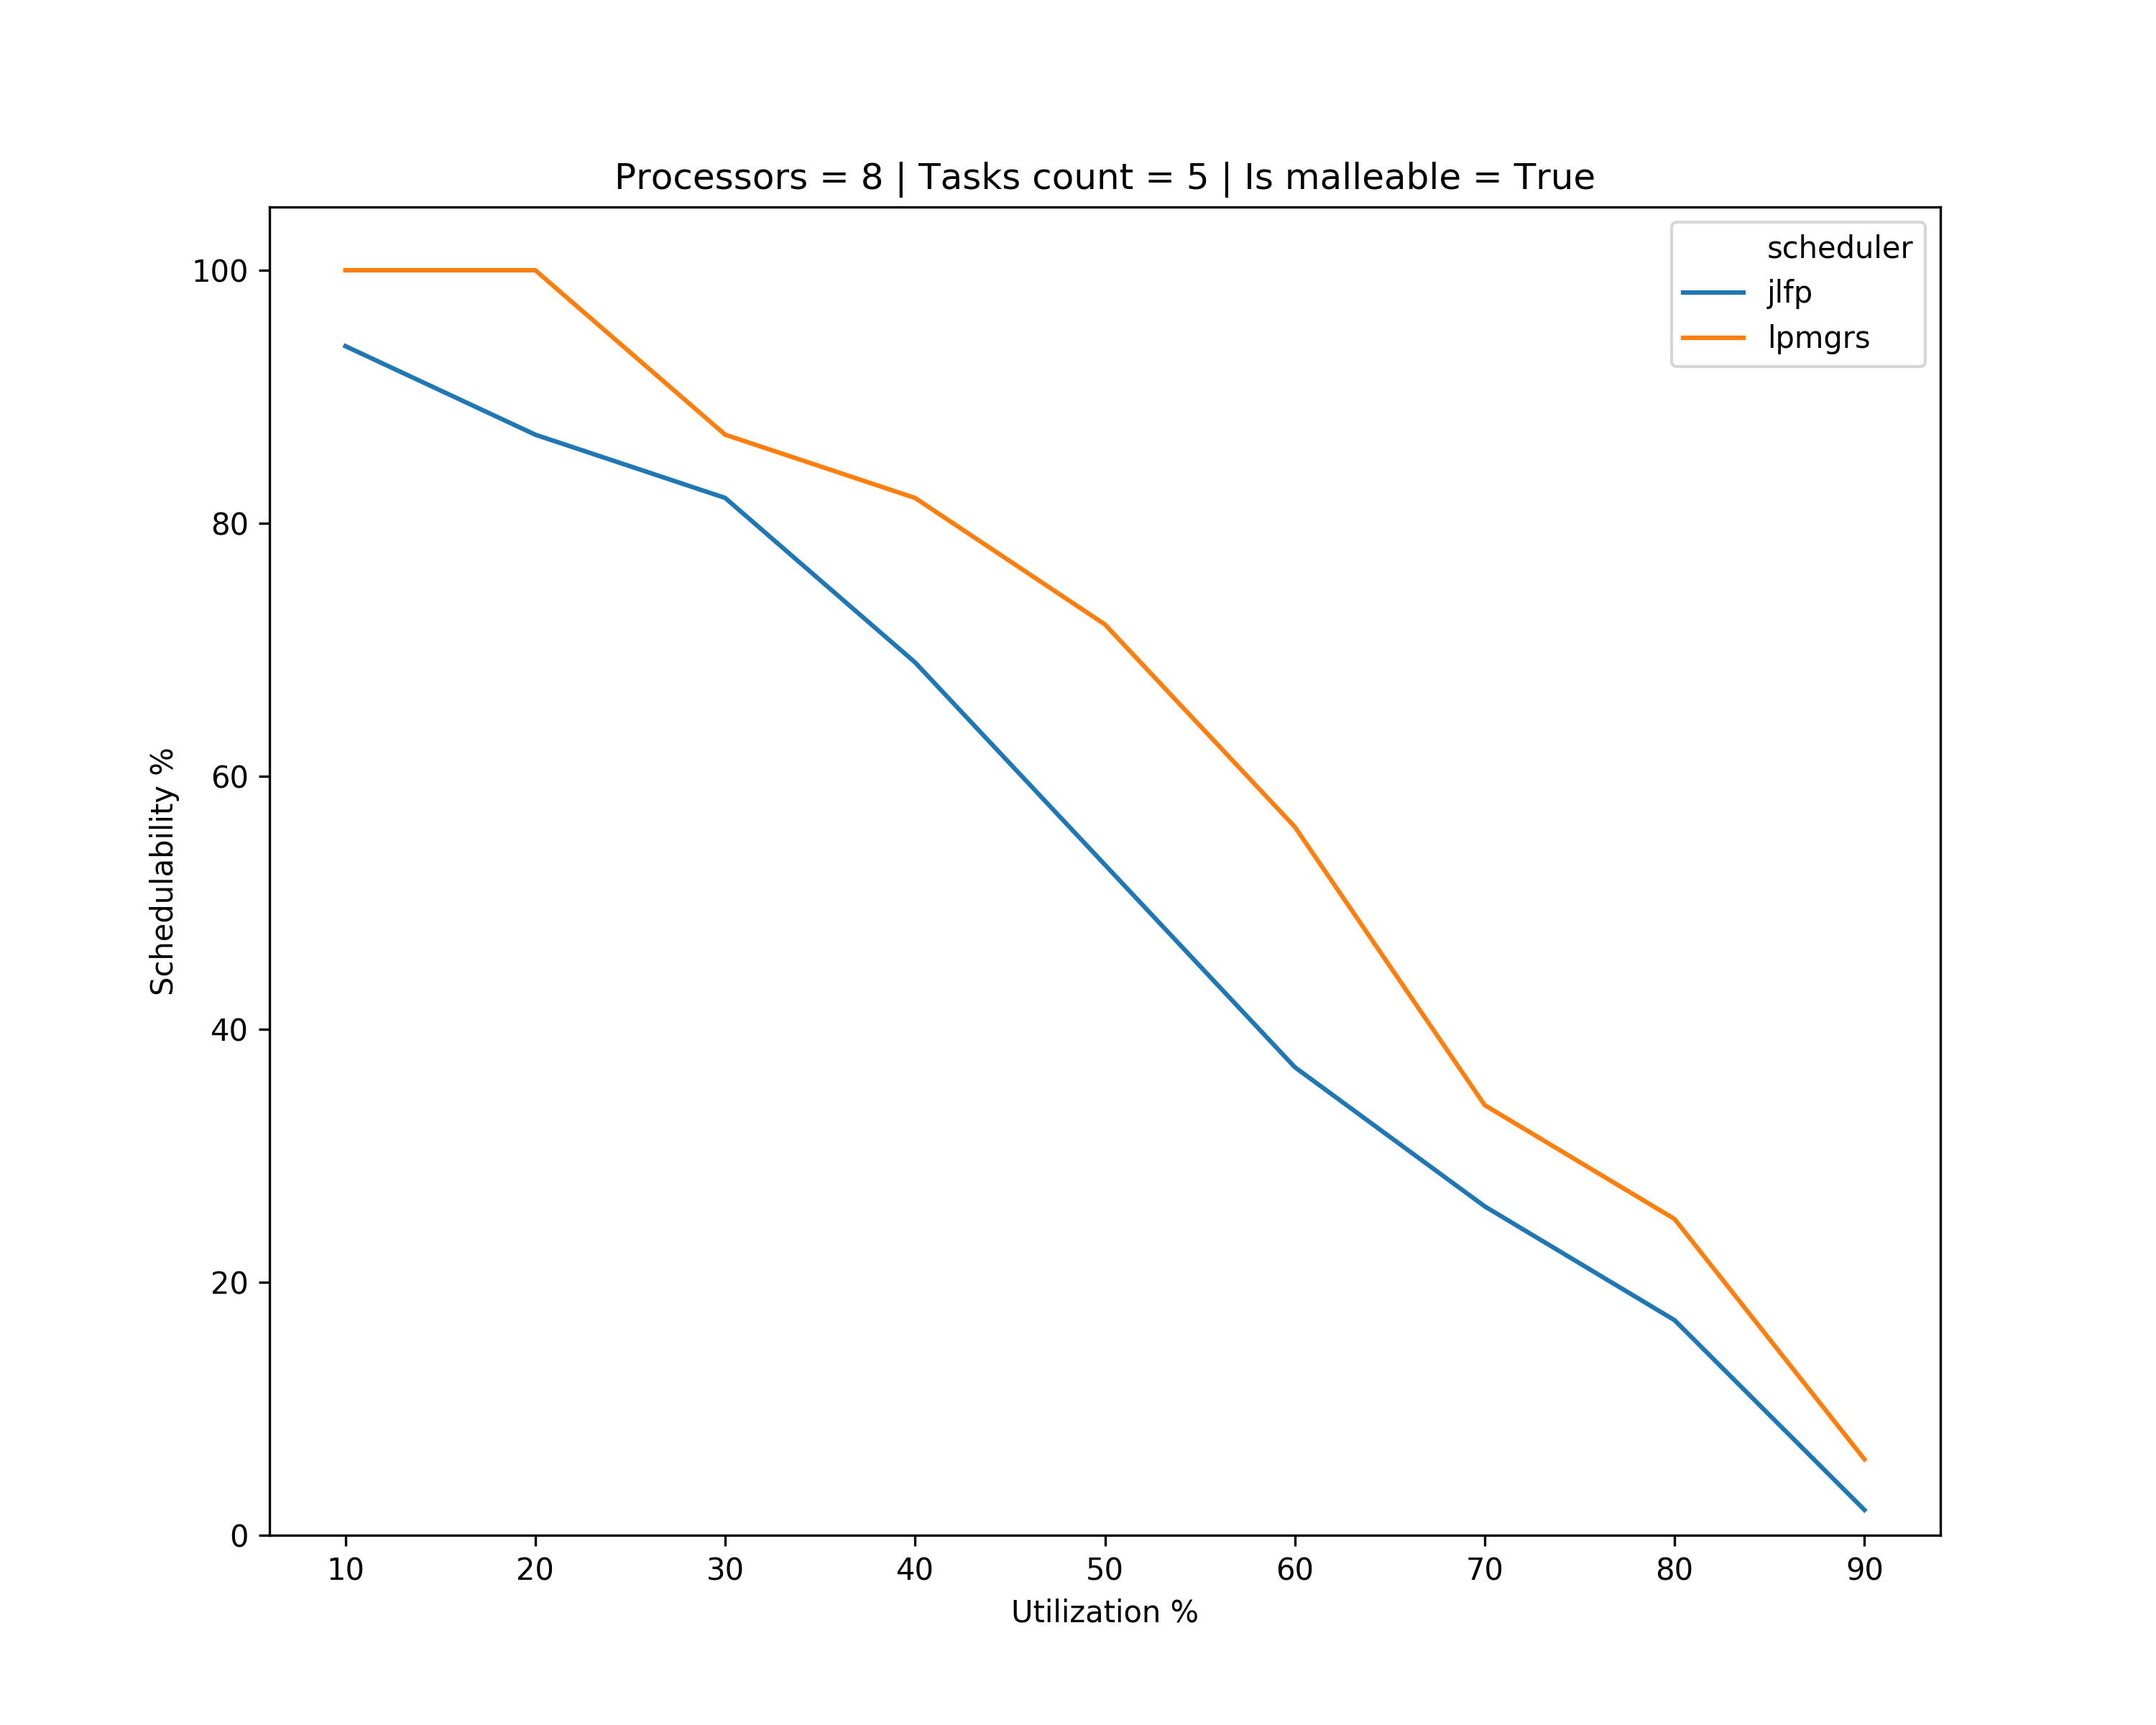 Processors = 8 | Tasks count = 5 | Is malleable = True
scheduler
jlfp
lpmgrs
Schedulability %
100
80
60
40
20
0
10 20 30 40 50 60 70 80 90
Utilization %